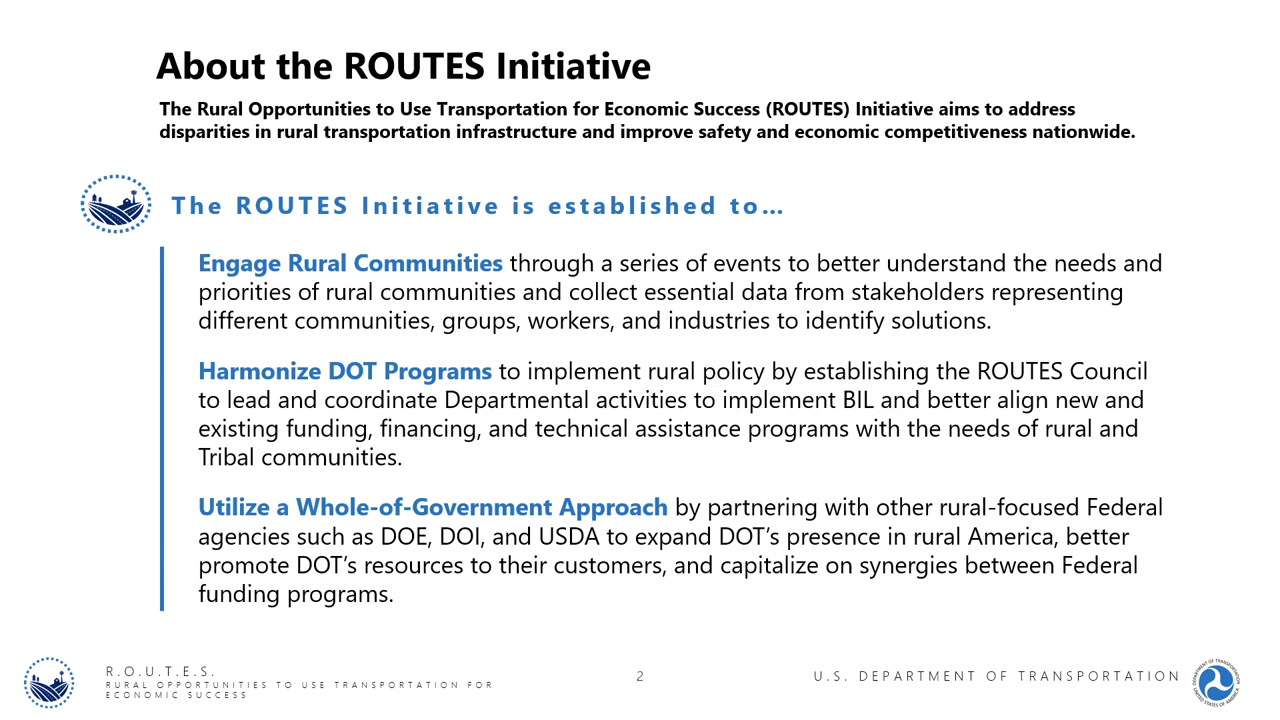 About the ROUTES Initiative
The Rural Opportunities to Use Transportation for Economic Success (ROUTES) Initiative aims to address
disparities in rural transportation infrastructure and improve safety and economic competitiveness nationwide.
The ROUTES Initiative is established to…
Engage Rural Communities through a series of events to better understand the needs and
priorities of rural communities and collect essential data from stakeholders representing
different communities, groups, workers, and industries to identify solutions.
Harmonize DOT Programs to implement rural policy by establishing the ROUTES Council
to lead and coordinate Departmental activities to implement BIL and better align new and
existing funding, financing, and technical assistance programs with the needs of rural and
Tribal communities.
Utilize a Whole-of-Government Approach by partnering with other rural-focused Federal
agencies such as DOE, DOI, and USDA to expand DOT’s presence in rural America, better
promote DOT’s resources to their customers, and capitalize on synergies between Federal
funding programs.
R.O.U.T.E.S.
RURAL OPPORTUNITIES TO USE TRANSPORTATION FOR
ECONOMIC SUCCESS
2
U.S. DEPARTMENT OF TRANSPORTATION
DEPARTMENT OF TRANSPORTATION
UNITED STATES OF AMERICA